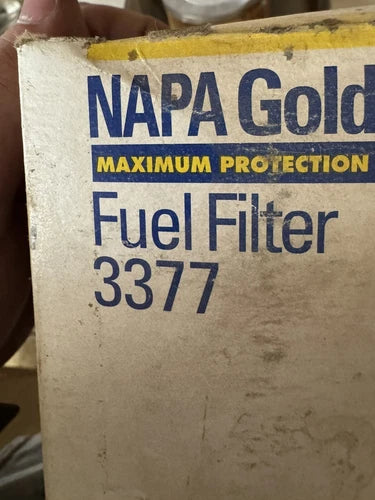 NAPA Gold
MAXIMUM PROTECTION
Fuel Filter
3377